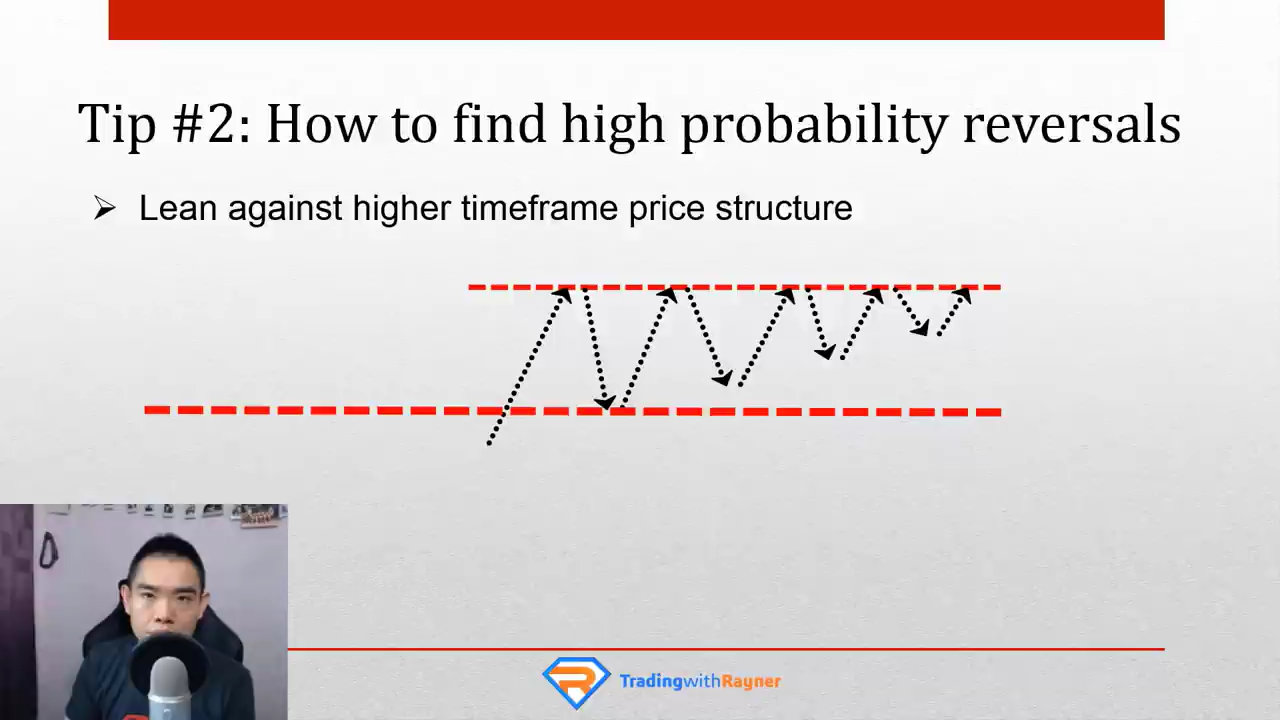 Tip #2: How to find high probability reversals
Lean against higher timeframe price structure
TradingwithRayner